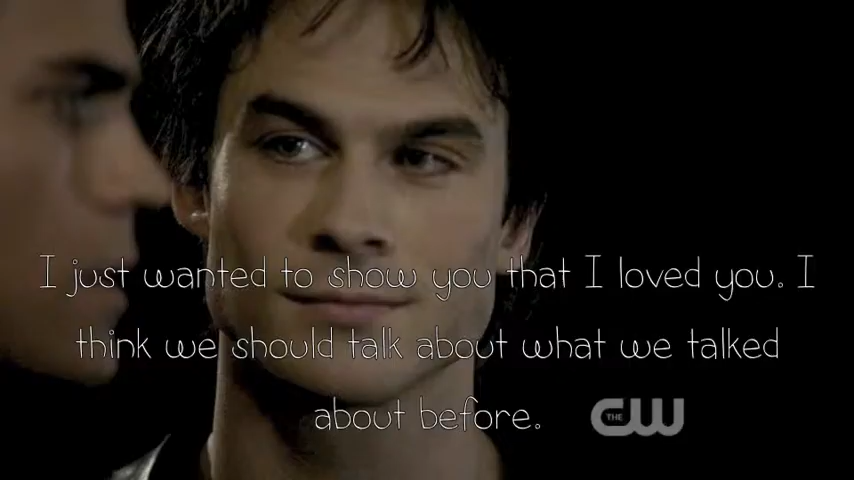 I just wanted to show you that I loved you. I
think we should talk about what we talked
about before.
THE CW